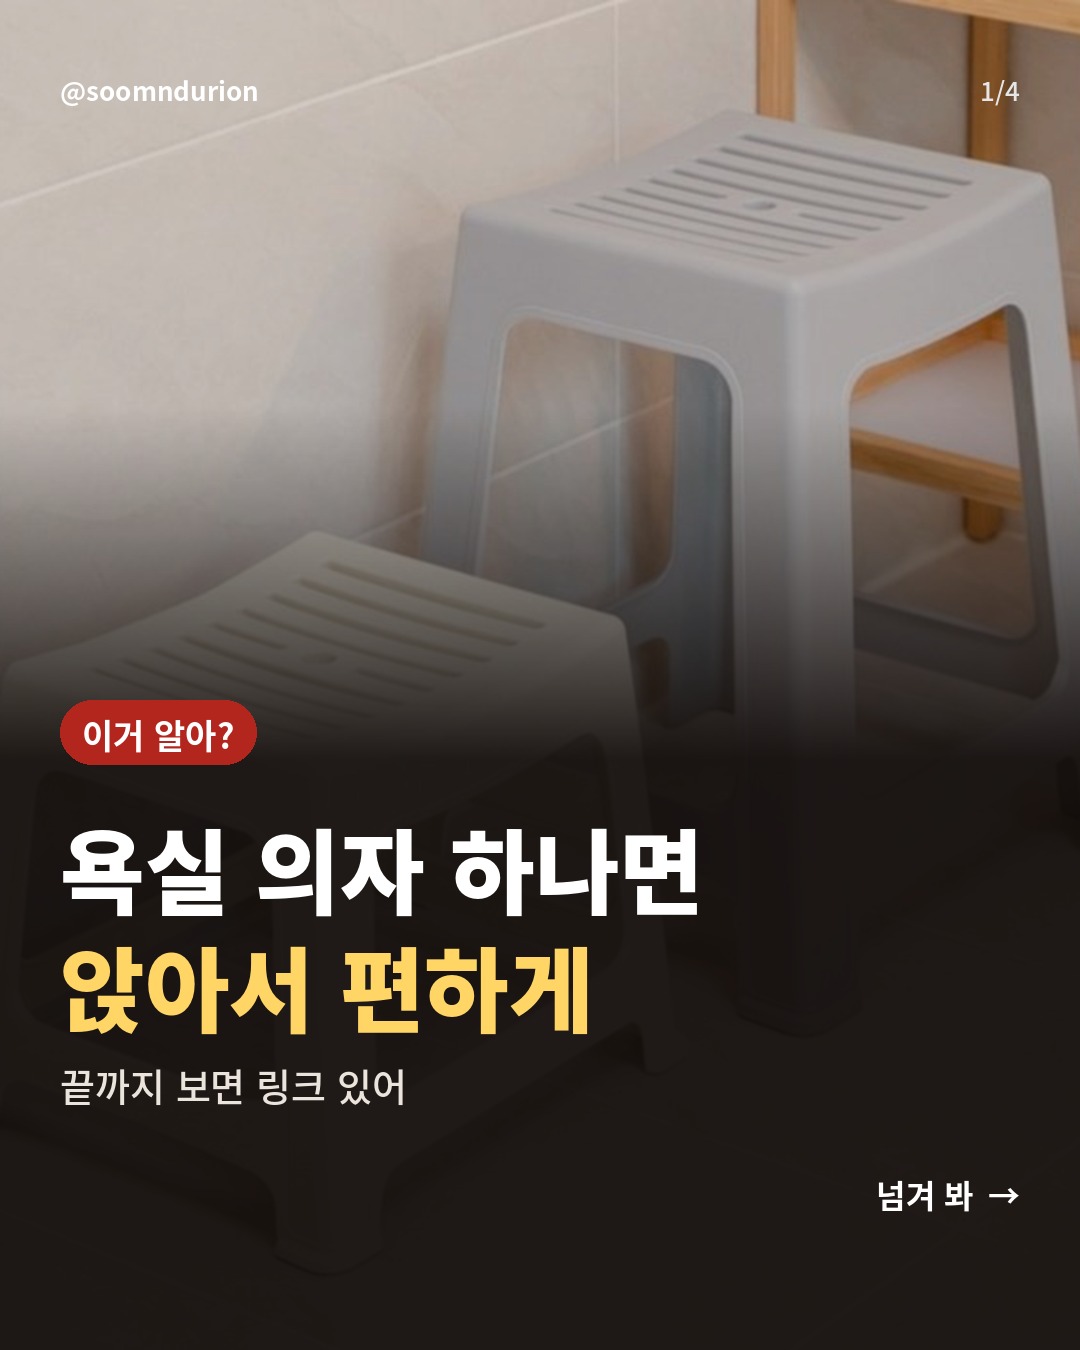 @soomndurion
1/4
이거 알아?
욕실 의자 하나면
앉아서 편하게
끝까지 보면 링크 있어
넘겨 봐 →